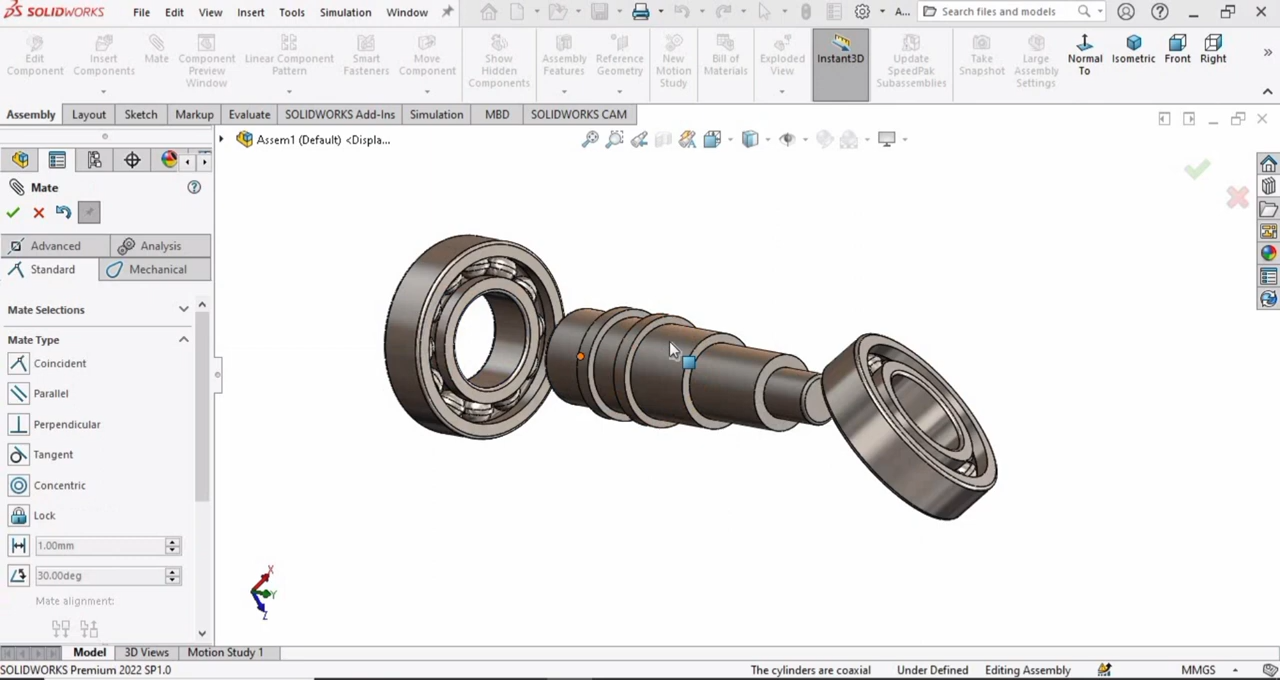 SOLIDWORKS File Edit View Insert Tools Simulation Window A... Search files and models
Edit Component
Insert Components
Mate
Component Preview Window
Linear Component Pattern
Smart Fasteners
Move Component
Show Hidden Components
Assembly Features
Reference Geometry
New Motion Study
Bill of Materials
Exploded View
Instant3D
Update SpeedPak Subassemblies
Take Snapshot
Large Assembly Settings
Normal To
Isometric
Front
Right
Assembly Layout Sketch Markup Evaluate SOLIDWORKS Add-Ins Simulation MBD SOLIDWORKS CAM
Assem1 (Default) <Displa...
Mate
Advanced Analysis
Standard Mechanical
Mate Selections
Mate Type
Coincident
Parallel
Perpendicular
Tangent
Concentric
Lock
1.00mm
30.00deg
Mate alignment:
X
Y
Z
Model 3D Views Motion Study 1
SOLIDWORKS Premium 2022 SP1.0 The cylinders are coaxial Under Defined Editing Assembly MMGS